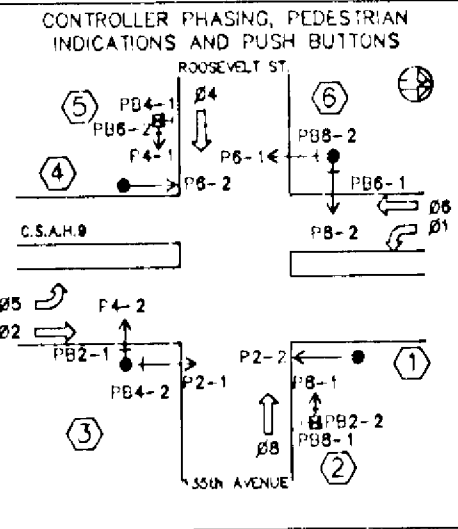 CONTROLLER PHASING, PEDESTRIAN
INDICATIONS AND PUSH BUTTONS
ROOSEVELT ST.
5
PB4-1
Ø4
6
PB6-2
PB8-2
P4-1
P6-1
4
P6-2
PB6-1
Ø6
C.S.A.H.9
P8-2
Ø1
Ø5
P4-2
Ø2
PB2-1
P2-2
1
P2-1
P8-1
PB4-2
PB2-2
3
Ø8
PB8-1
2
35th AVENUE